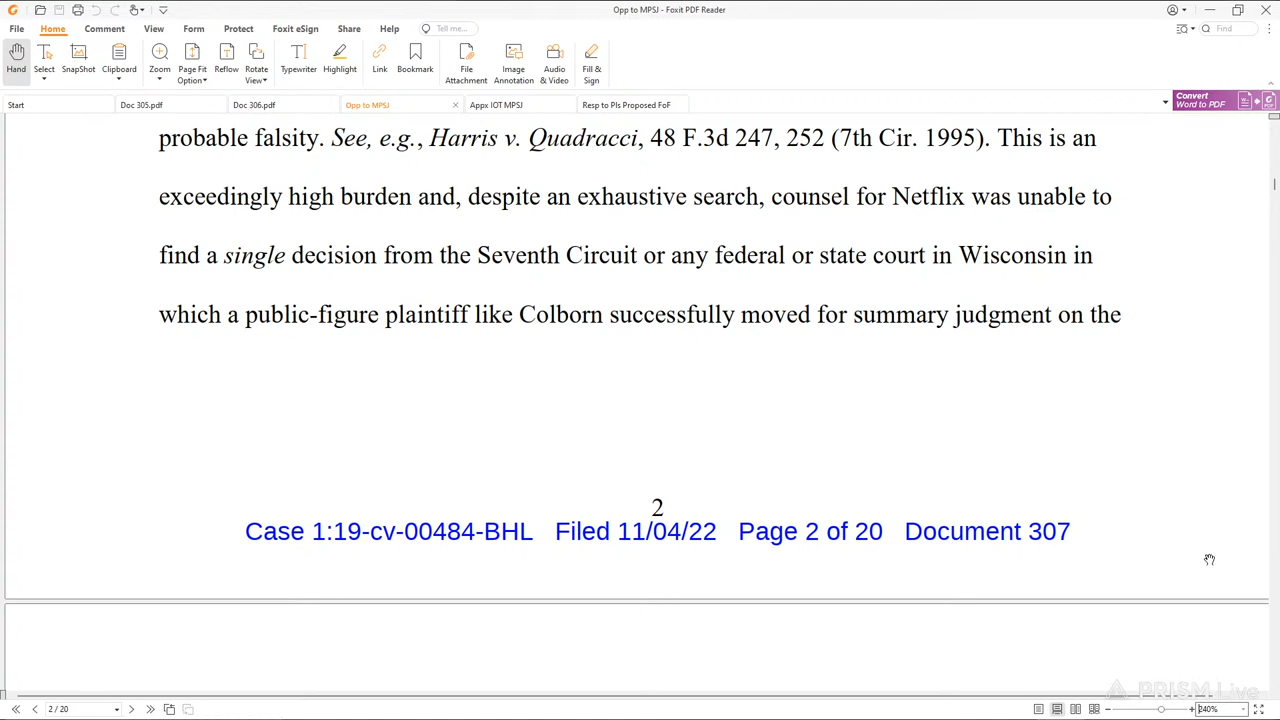 Opp to MPSJ - Foxit PDF Reader
File Home Comment View Form Protect Foxit eSign Share Help Tell me... Find
Hand Select SnapShot Clipboard Zoom Page Fit Option Reflow Rotate View Typewriter Highlight Link Bookmark File Attachment Image Annotation Audio & Video Fill & Sign
Start Doc 305.pdf Doc 306.pdf Opp to MPSJ Appx IOT MPSJ Resp to Pls Proposed FoF Convert Word to PDF
probable falsity. See, e.g., Harris v. Quadracci, 48 F.3d 247, 252 (7th Cir. 1995). This is an
exceedingly high burden and, despite an exhaustive search, counsel for Netflix was unable to
find a single decision from the Seventh Circuit or any federal or state court in Wisconsin in
which a public-figure plaintiff like Colborn successfully moved for summary judgment on the
2
Case 1:19-cv-00484-BHL Filed 11/04/22 Page 2 of 20 Document 307
PRISM Live
2 / 20 240%